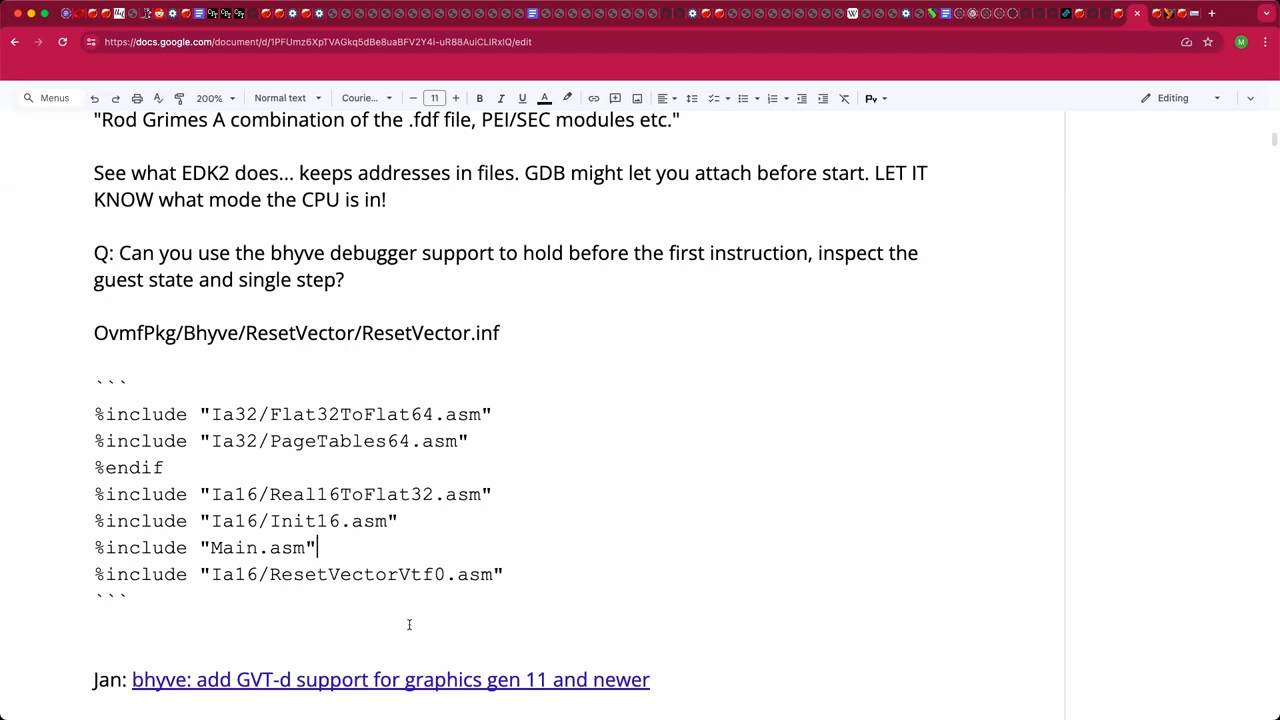 https://docs.google.com/document/d/1PFUmz6XpTVAGkq5dBe8uaBFV2Y4i-uR88AuiCLIRxIQ/edit
M
Menus
200%
Normal text
Courie...
11
Editing
"Rod Grimes A combination of the .fdf file, PEI/SEC modules etc."
See what EDK2 does... keeps addresses in files. GDB might let you attach before start. LET IT
KNOW what mode the CPU is in!
Q: Can you use the bhyve debugger support to hold before the first instruction, inspect the
guest state and single step?
OvmfPkg/Bhyve/ResetVector/ResetVector.inf
```
%include "Ia32/Flat32ToFlat64.asm"
%include "Ia32/PageTables64.asm"
%endif
%include "Ia16/Real16ToFlat32.asm"
%include "Ia16/Init16.asm"
%include "Main.asm"
%include "Ia16/ResetVectorVtf0.asm"
```
Jan: bhyve: add GVT-d support for graphics gen 11 and newer